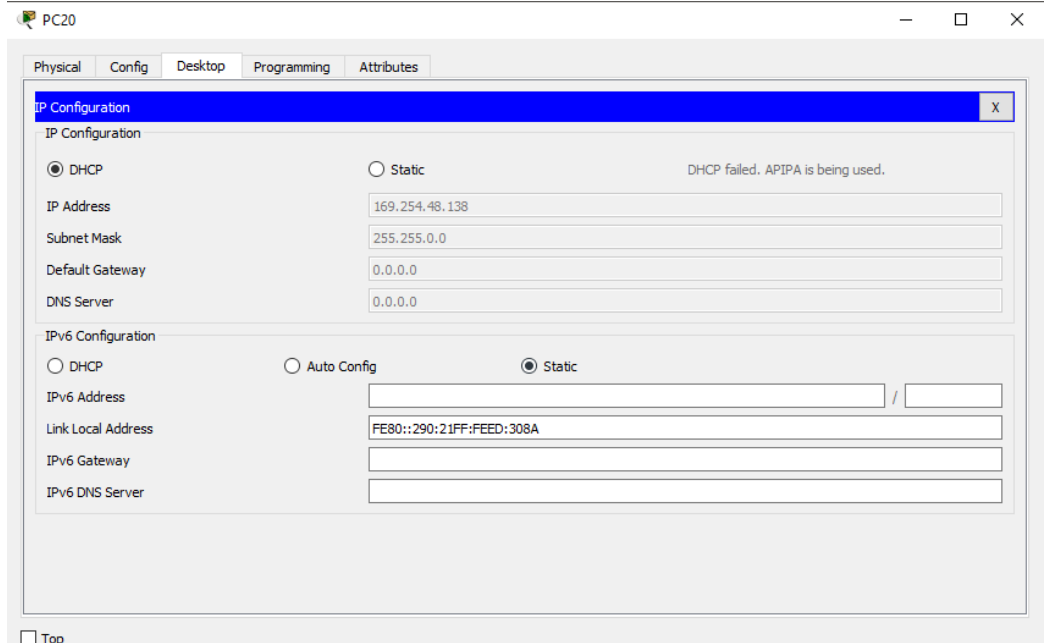 PC20
Physical Config Desktop Programming Attributes
IP Configuration X
IP Configuration
DHCP Static DHCP failed. APIPA is being used.
IP Address 169.254.48.138
Subnet Mask 255.255.0.0
Default Gateway 0.0.0.0
DNS Server 0.0.0.0
IPv6 Configuration
DHCP Auto Config Static
IPv6 Address /
Link Local Address FE80::290:21FF:FEED:308A
IPv6 Gateway
IPv6 DNS Server
Top